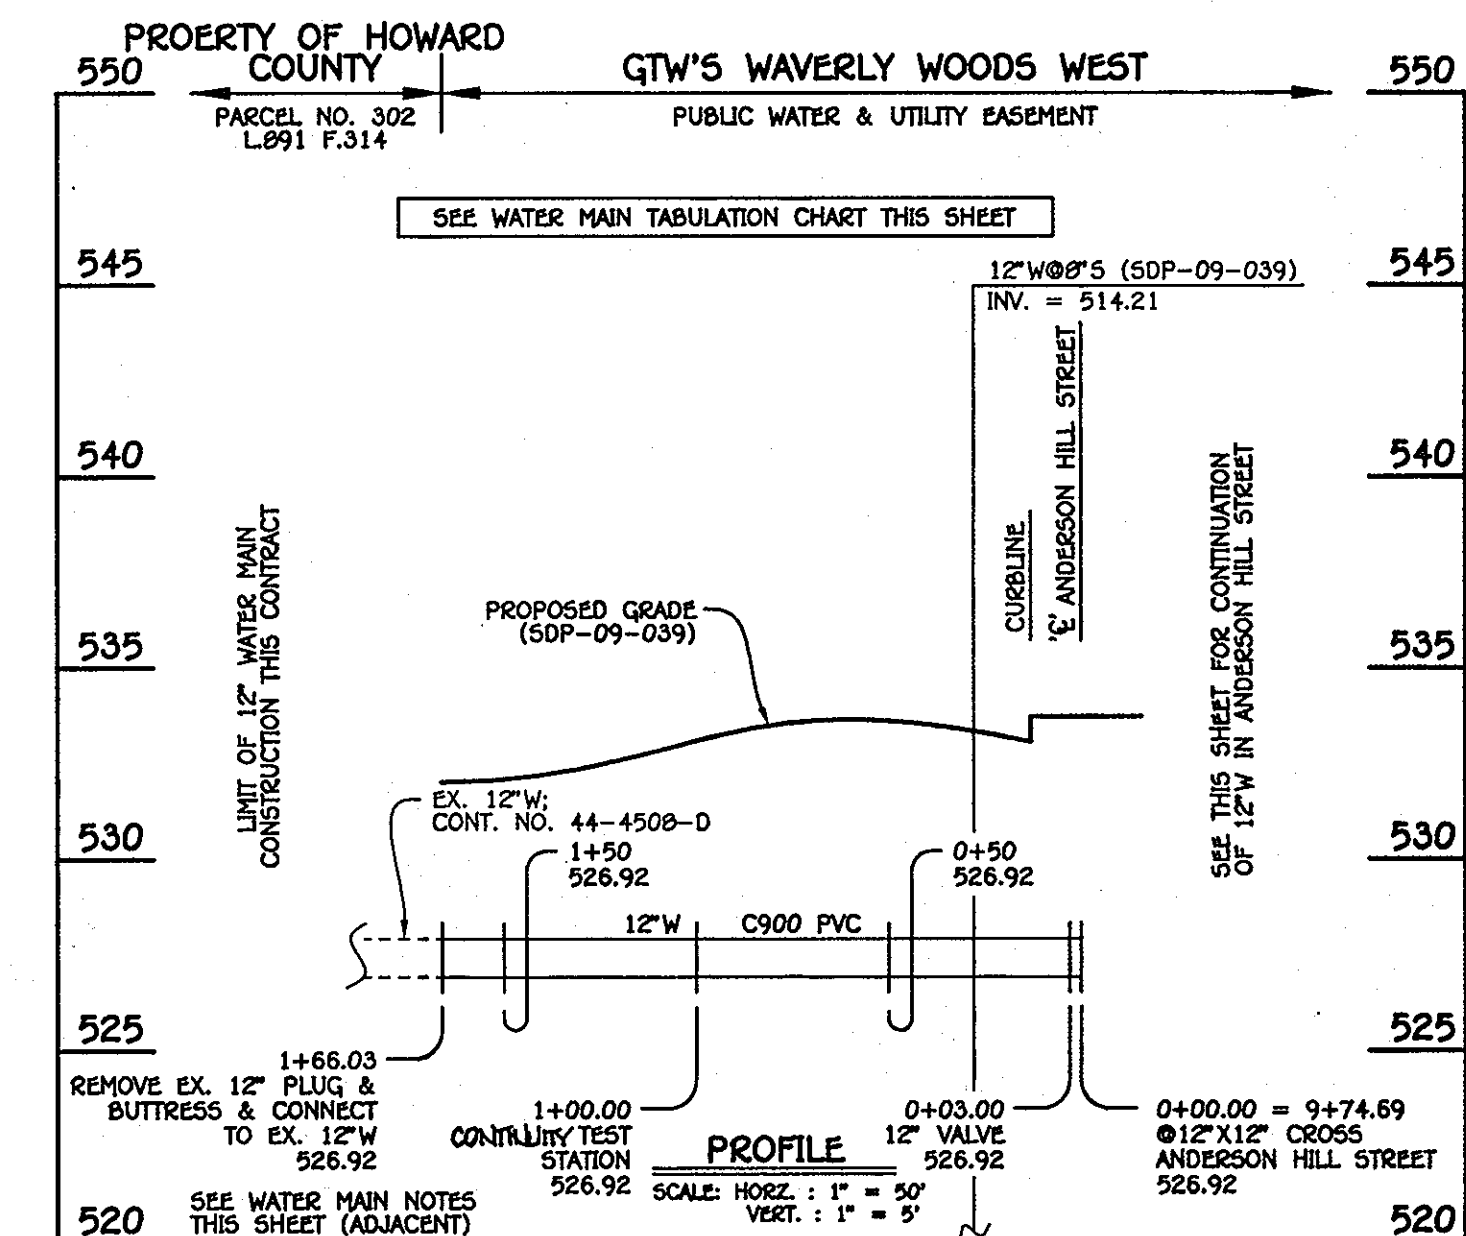 PROERTY OF HOWARD
COUNTY
GTW'S WAVERLY WOODS WEST
550
550
PARCEL NO. 302
L.891 F.314
PUBLIC WATER & UTILITY EASEMENT
SEE WATER MAIN TABULATION CHART THIS SHEET
545
12"W@8"S (SDP-09-039)
INV. = 514.21
545
540
540
LIMIT OF 12" WATER MAIN
CONSTRUCTION THIS CONTRACT
CURBLINE
'℄' ANDERSON HILL STREET
SEE THIS SHEET FOR CONTINUATION
OF 12"W IN ANDERSON HILL STREET
PROPOSED GRADE
(SDP-09-039)
535
535
EX. 12"W;
CONT. NO. 44-4508-D
530
530
1+50
526.92
0+50
526.92
12"W
C900 PVC
525
525
1+66.03
REMOVE EX. 12" PLUG &
BUTTRESS & CONNECT
TO EX. 12"W
526.92
1+00.00
CONTINUITY TEST
STATION
526.92
0+03.00
12" VALVE
526.92
0+00.00 = 9+74.69
@12"X12" CROSS
ANDERSON HILL STREET
526.92
PROFILE
SCALE: HORZ. : 1" = 50'
VERT. : 1" = 5'
SEE WATER MAIN NOTES
THIS SHEET (ADJACENT)
520
520